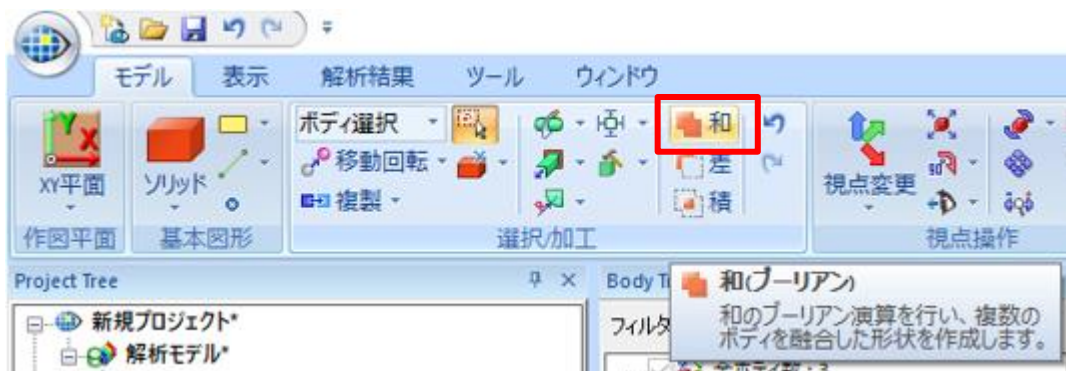 モデル 表示 解析結果 ツール ウィンドウ
ボディ選択 和
移動回転 差
複製 積
XY平面 ソリッド 視点変更
作図平面 基本図形 選択/加工 視点操作
Project Tree Body T
和(ブーリアン)
和のブーリアン演算を行い、複数の
ボディを融合した形状を作成します。
新規プロジェクト*
フィルタ
解析モデル*